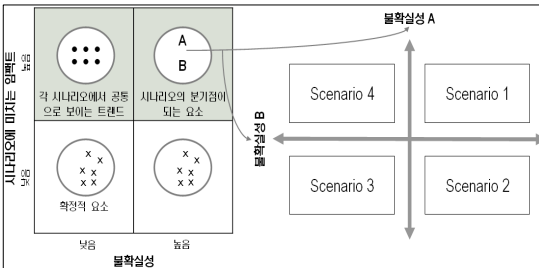 불확실성 A
시나리오에 미치는 임팩트
높음
A
B
각 시나리오에서 공통
으로 보이는 트랜드
시나리오의 분기점이
되는 요소
낮음
x x
x x
x x
확정적 요소
x x
x x
x x
낮음
높음
불확실성
불확실성 B
Scenario 4
Scenario 1
Scenario 3
Scenario 2